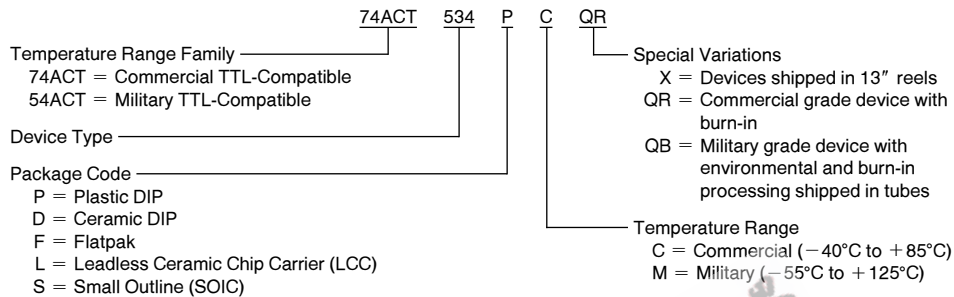 74ACT 534 P C QR
Temperature Range Family
74ACT = Commercial TTL-Compatible
54ACT = Military TTL-Compatible
Device Type
Package Code
P = Plastic DIP
D = Ceramic DIP
F = Flatpak
L = Leadless Ceramic Chip Carrier (LCC)
S = Small Outline (SOIC)
Special Variations
X = Devices shipped in 13″ reels
QR = Commercial grade device with
burn-in
QB = Military grade device with
environmental and burn-in
processing shipped in tubes
Temperature Range
C = Commercial (−40°C to +85°C)
M = Military (−55°C to +125°C)